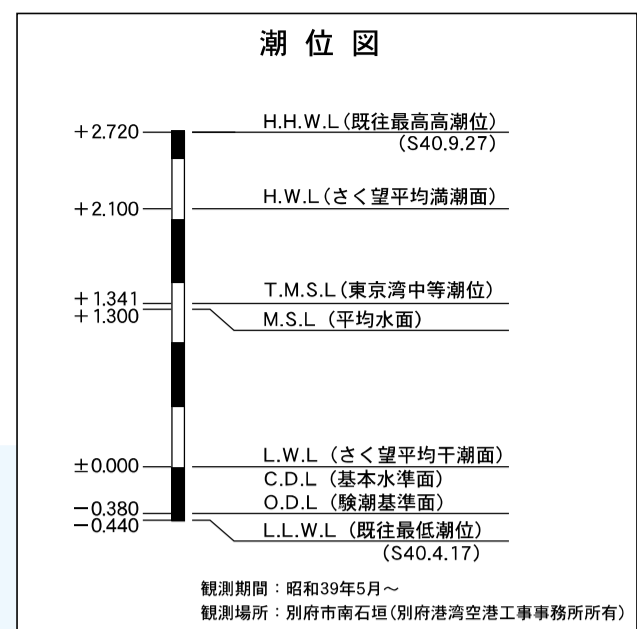 潮位図
H.H.W.L(既往最高高潮位)
+2.720
(S40.9.27)
H.W.L(さく望平均満潮面)
+2.100
T.M.S.L(東京湾中等潮位)
+1.341
+1.300
M.S.L (平均水面)
L.W.L (さく望平均干潮面)
±0.000
C.D.L (基本水準面)
O.D.L (験潮基準面)
−0.380
−0.440
L.L.W.L (既往最低潮位)
(S40.4.17)
観測期間：昭和39年5月～
観測場所：別府市南石垣(別府港湾空港工事事務所所有)